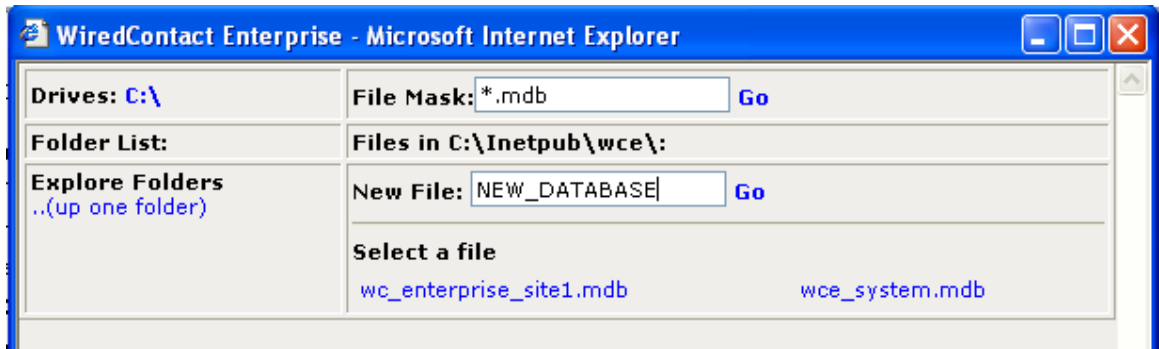 WiredContact Enterprise - Microsoft Internet Explorer
Drives: C:\ File Mask: *.mdb Go
Folder List: Files in C:\Inetpub\wce\:
Explore Folders
..(up one folder)
New File: NEW_DATABASE Go
Select a file
wc_enterprise_site1.mdb wce_system.mdb